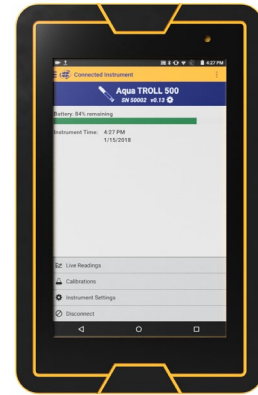 4:27 PM
Connected Instrument
Aqua TROLL 500
SN 50002 v0.13
Battery: 84% remaining
Instrument Time: 4:27 PM
1/15/2018
Live Readings
Calibrations
Instrument Settings
Disconnect